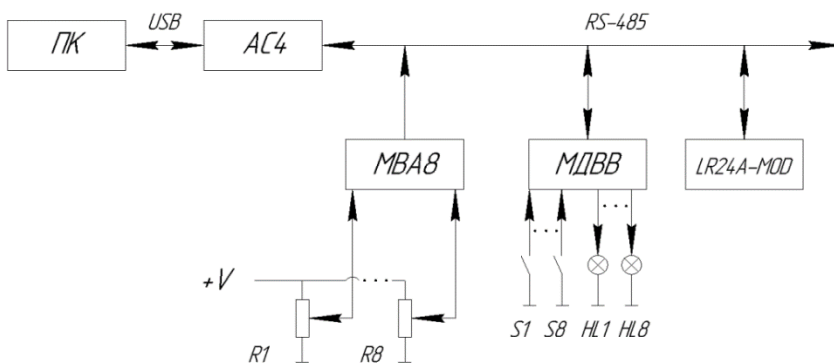 USB
RS-485
ПК
АС4
МВА8
МДВВ
LR24A-MOD
+V
R1
R8
S1
S8
HL1
HL8